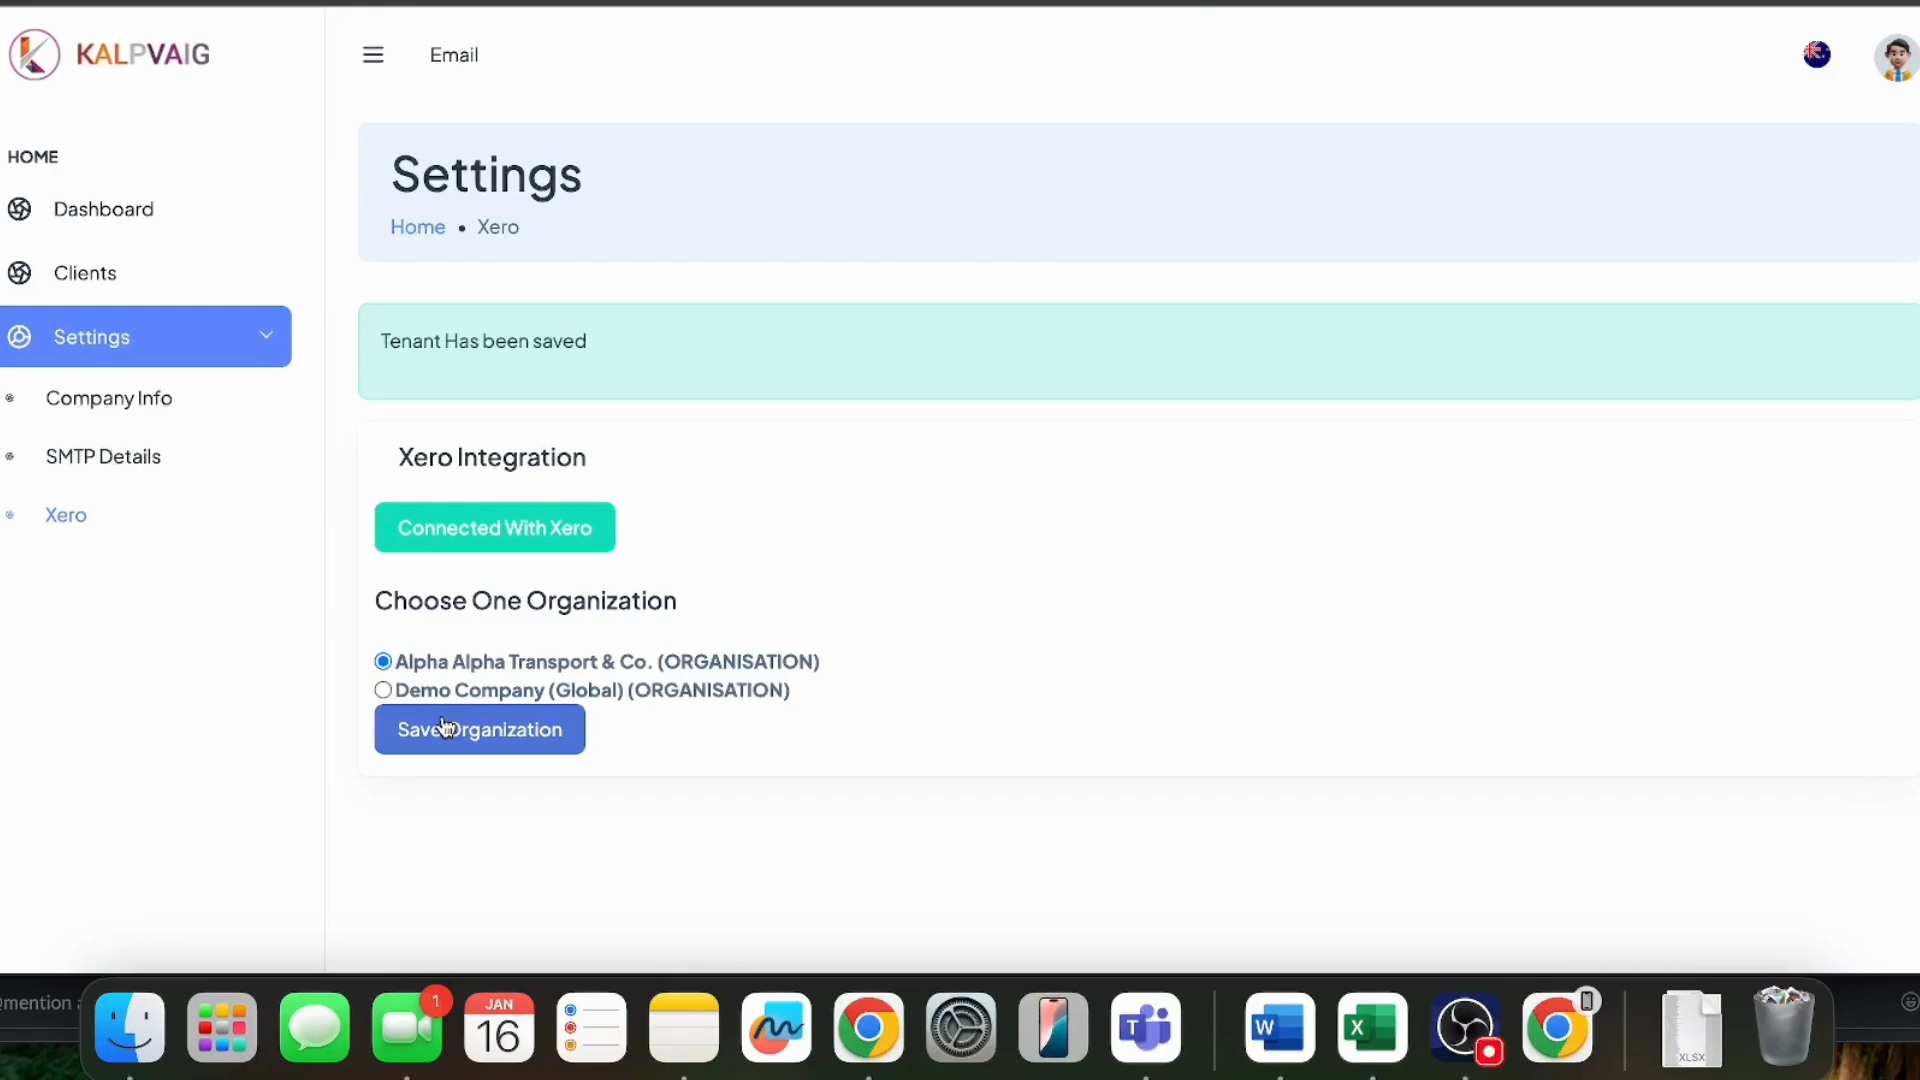 KALPVAIG
Email
HOME
Dashboard
Clients
Settings
Company Info
SMTP Details
Xero
Settings
Home • Xero
Tenant Has been saved
Xero Integration
Connected With Xero
Choose One Organization
Alpha Alpha Transport & Co. (ORGANISATION)
Demo Company (Global) (ORGANISATION)
Save Organization
mention
1
JAN
16
T
W
X
XLSX